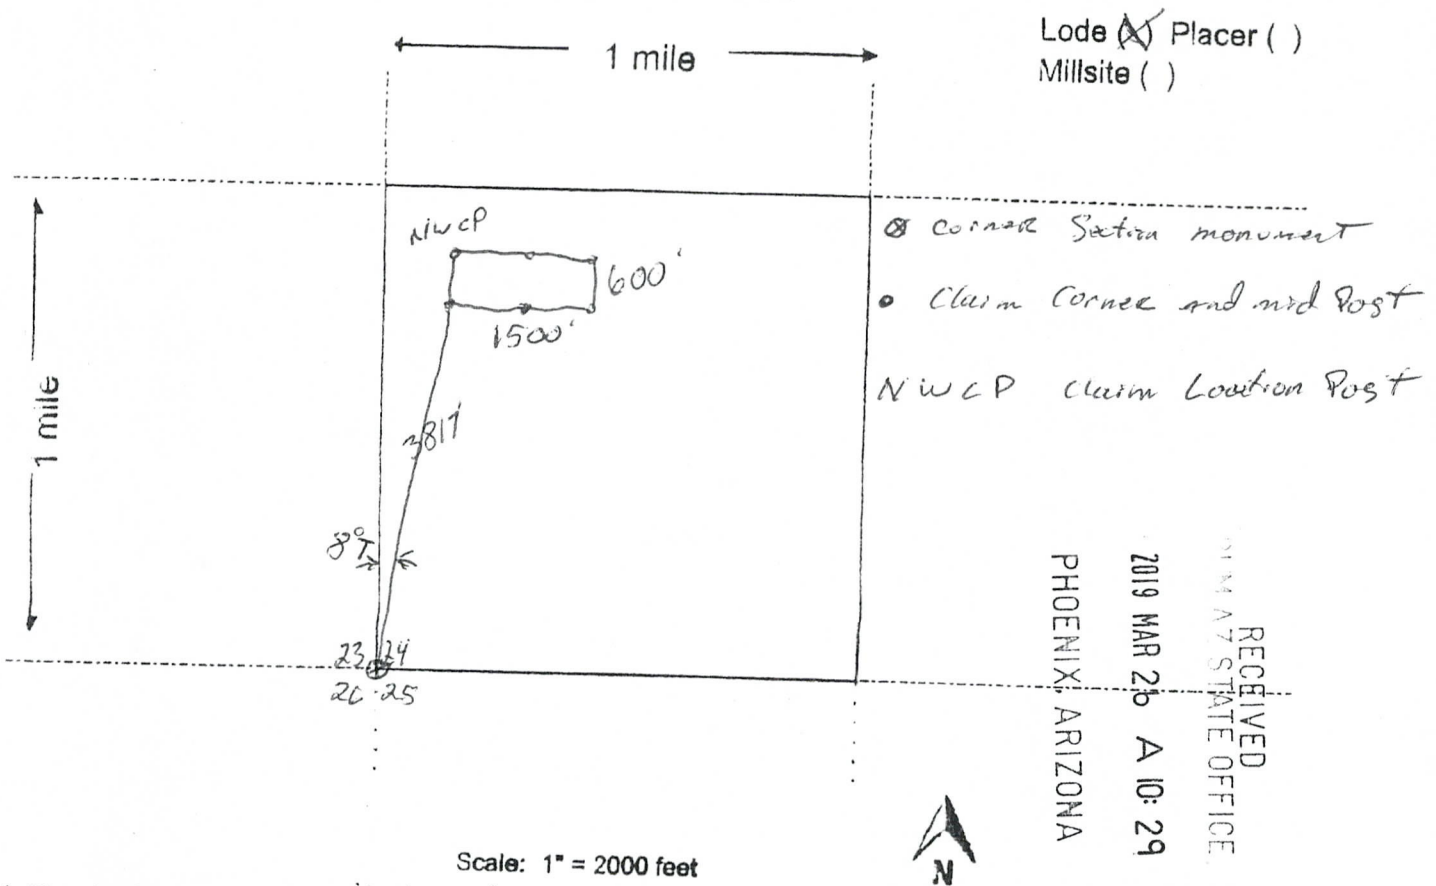 1 mile
Lode (X) Placer ( )
Millsite ( )
NWCP
600'
1500'
⊗ Corner Section monument
• Claim Corner and mid Post
NWCP Claim Location Post
1 mile
3817'
8°T
23 24
26 25
Scale: 1" = 2000 feet
N
RECEIVED
AZ STATE OFFICE
2019 MAR 26 A 10: 29
PHOENIX, ARIZONA